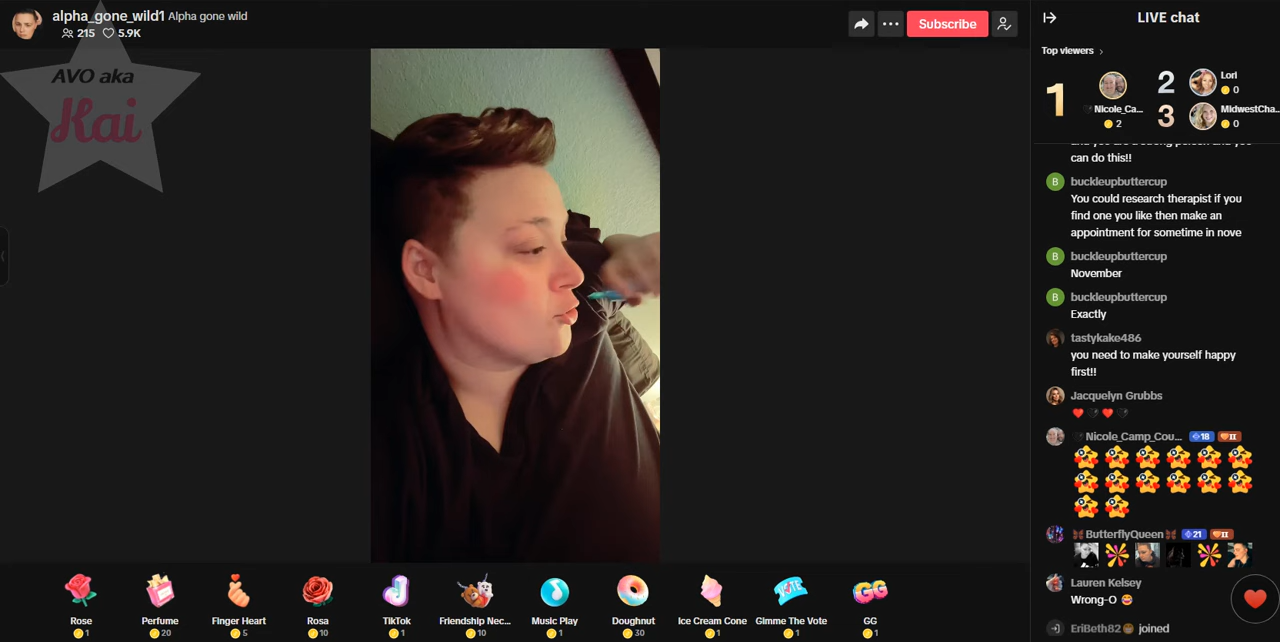 alpha_gone_wild1 Alpha gone wild
215 5.9K
Subscribe
AVO aka
Kai
LIVE chat
Top viewers
1
Nicole_Ca...
2
2
Lori
0
3
MidwestCha...
0
can do this!!
B
buckleupbuttercup
You could research therapist if you
find one you like then make an
appointment for sometime in nove
B
buckleupbuttercup
November
B
buckleupbuttercup
Exactly
tastykake486
you need to make yourself happy
first!!
Jacquelyn Grubbs
Nicole_Camp_Cou... 18 II
ButterflyQueen 21 II
Lauren Kelsey
Wrong-O
EriBeth82 joined
Rose
1
Perfume
20
Finger Heart
5
Rosa
10
TikTok
1
Friendship Nec...
10
Music Play
1
Doughnut
30
Ice Cream Cone
1
VOTE
Gimme The Vote
1
GG
GG
1